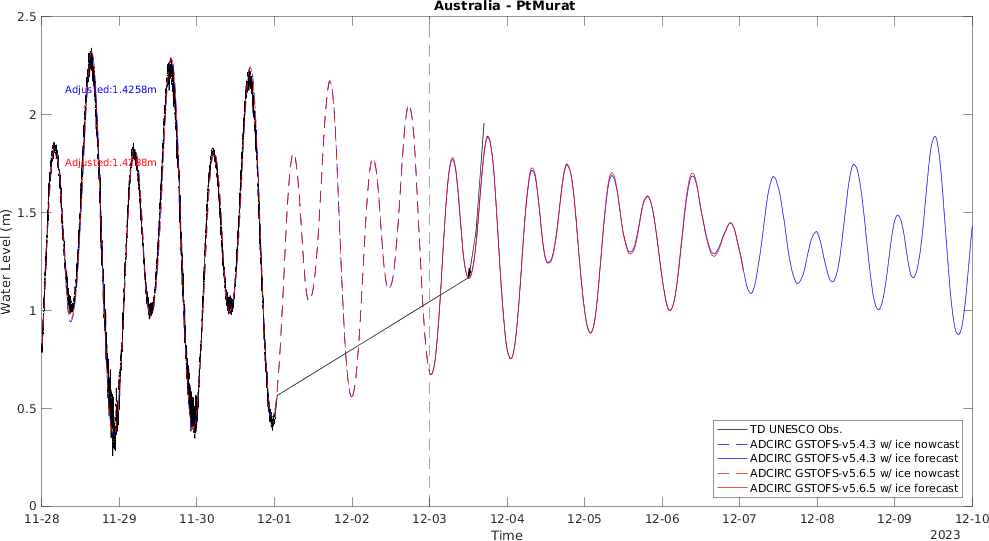 Australia - PtMurat
2.5
2
1.5
1
0.5
0
Water Level (m)
Adjusted:1.4258m
Adjusted:1.4288m
TD UNESCO Obs.
ADCIRC GSTOFS-v5.4.3 w/ ice nowcast
ADCIRC GSTOFS-v5.4.3 w/ ice forecast
ADCIRC GSTOFS-v5.6.5 w/ ice nowcast
ADCIRC GSTOFS-v5.6.5 w/ ice forecast
11-28 11-29 11-30 12-01 12-02 12-03 12-04 12-05 12-06 12-07 12-08 12-09 12-10
Time
2023